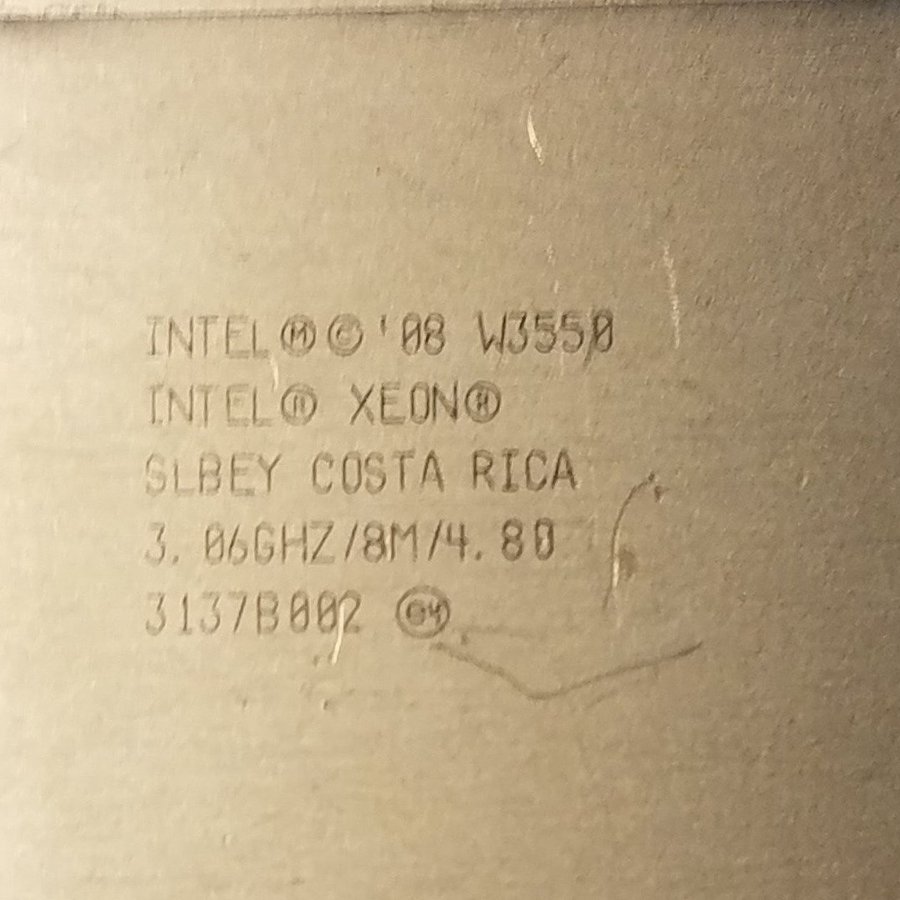 INTEL Ⓜ © '08 W3550
INTEL® XEON®
SLBEY COSTA RICA
3.06GHZ/8M/4.80
3137B002 (e4)